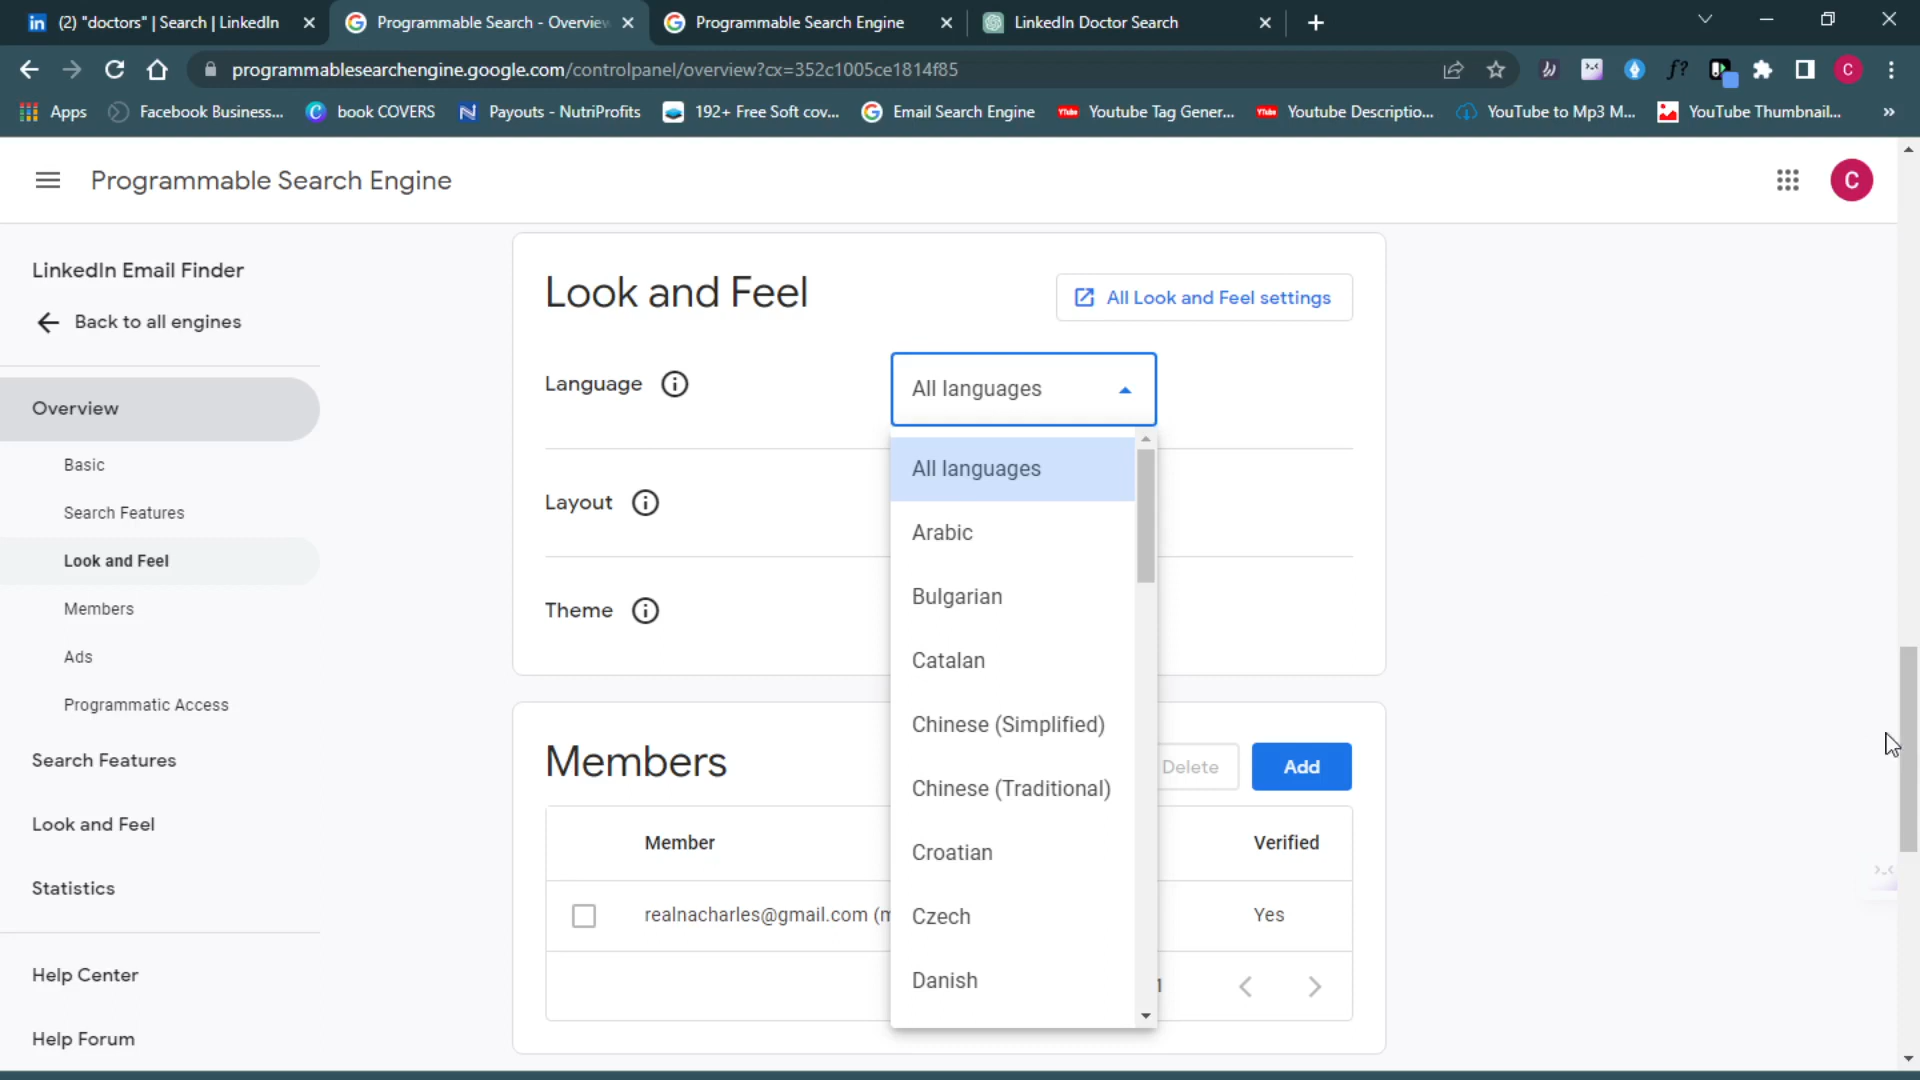 (2) "doctors" | Search | LinkedIn
Programmable Search - Overview
Programmable Search Engine
LinkedIn Doctor Search
programmablesearchengine.google.com/controlpanel/overview?cx=352c1005ce1814f85
C
Apps
Facebook Business...
book COVERS
Payouts - NutriProfits
192+ Free Soft cov...
Email Search Engine
Youtube Tag Gener...
Youtube Descriptio...
YouTube to Mp3 M...
YouTube Thumbnail...
Programmable Search Engine
C
LinkedIn Email Finder
Back to all engines
Overview
Basic
Search Features
Look and Feel
Members
Ads
Programmatic Access
Search Features
Look and Feel
Statistics
Help Center
Help Forum
Look and Feel
All Look and Feel settings
Language
All languages
Layout
Theme
All languages
Arabic
Bulgarian
Catalan
Chinese (Simplified)
Chinese (Traditional)
Croatian
Czech
Danish
Members
Delete
Add
Member
Verified
realnacharles@gmail.com
Yes